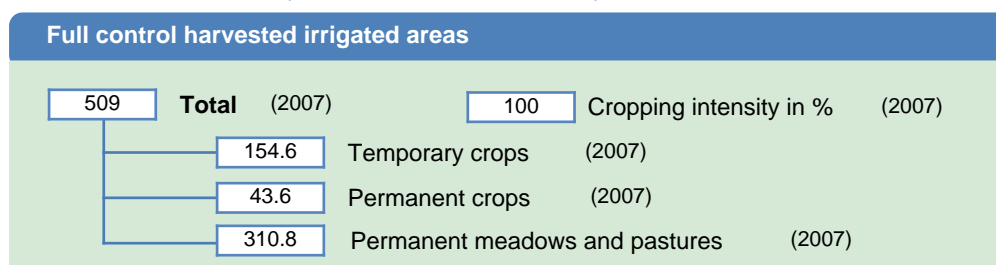 Full control harvested irrigated areas
509 Total (2007) 100 Cropping intensity in % (2007)
154.6 Temporary crops (2007)
43.6 Permanent crops (2007)
310.8 Permanent meadows and pastures (2007)